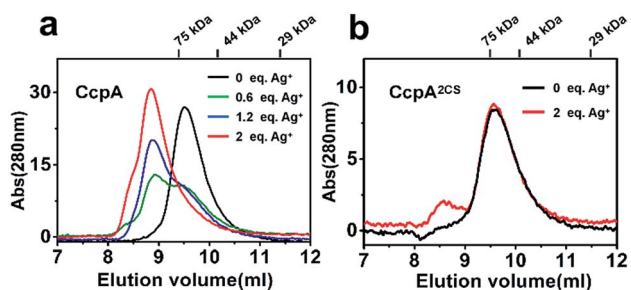 a
75 kDa
44 kDa
29 kDa
CcpA
0 eq. Ag⁺
0.6 eq. Ag⁺
1.2 eq. Ag⁺
2 eq. Ag⁺
Abs(280nm)
30
15
0
7 8 9 10 11 12
Elution volume(ml)
b
75 kDa
44 kDa
29 kDa
CcpA²ᶜˢ
0 eq. Ag⁺
2 eq. Ag⁺
Abs(280nm)
10
5
0
7 8 9 10 11 12
Elution volume(ml)